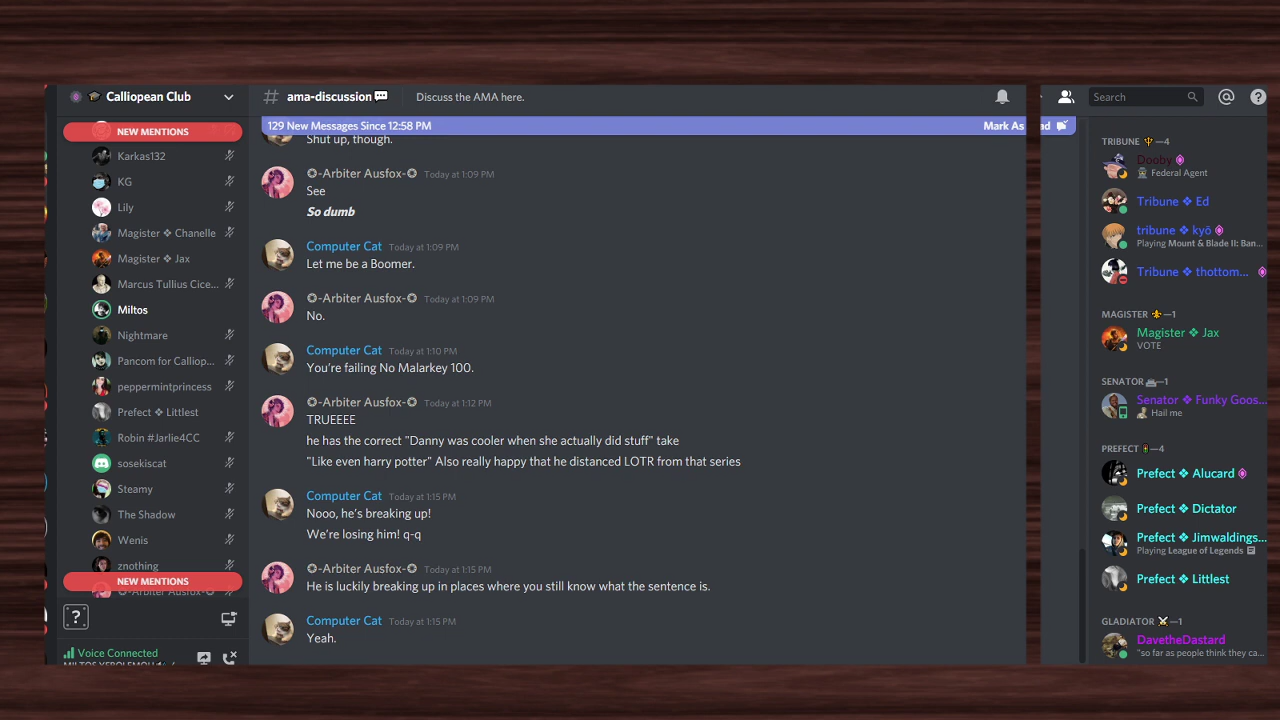 Calliopean Club
NEW MENTIONS
Karkas132
KG
Lily
Magister ❖ Chanelle
Magister ❖ Jax
Marcus Tullius Cice...
Miltos
Nightmare
Pancom for Calliop...
peppermintprincess
Prefect ❖ Littlest
Robin #Jarlie4CC
sosekiscat
Steamy
The Shadow
Wenis
znothing
NEW MENTIONS
✪-Arbiter Ausfox-✪
?
Voice Connected
# ama-discussion Discuss the AMA here.
129 New Messages Since 12:58 PM Mark As
Shut up, though.
✪-Arbiter Ausfox-✪ Today at 1:09 PM
See
So dumb
Computer Cat Today at 1:09 PM
Let me be a Boomer.
✪-Arbiter Ausfox-✪ Today at 1:09 PM
No.
Computer Cat Today at 1:10 PM
You're failing No Malarkey 100.
✪-Arbiter Ausfox-✪ Today at 1:12 PM
TRUEEEE
he has the correct "Danny was cooler when she actually did stuff" take
"Like even harry potter" Also really happy that he distanced LOTR from that series
Computer Cat Today at 1:15 PM
Nooo, he's breaking up!
We're losing him! q-q
✪-Arbiter Ausfox-✪ Today at 1:15 PM
He is luckily breaking up in places where you still know what the sentence is.
Computer Cat Today at 1:15 PM
Yeah.
Search @ ?
ad
TRIBUNE 🔱—4
Dooby
Federal Agent
Tribune ❖ Ed
tribune ❖ kyō
Playing Mount & Blade II: Ban...
Tribune ❖ thottom...
MAGISTER ⚜—1
Magister ❖ Jax
VOTE
SENATOR —1
Senator ❖ Funky Goos...
Hail me
PREFECT —4
Prefect ❖ Alucard
Prefect ❖ Dictator
Prefect ❖ Jimwaldings...
Playing League of Legends
Prefect ❖ Littlest
GLADIATOR ⚔—1
DavetheDastard
"so far as people think they ca...